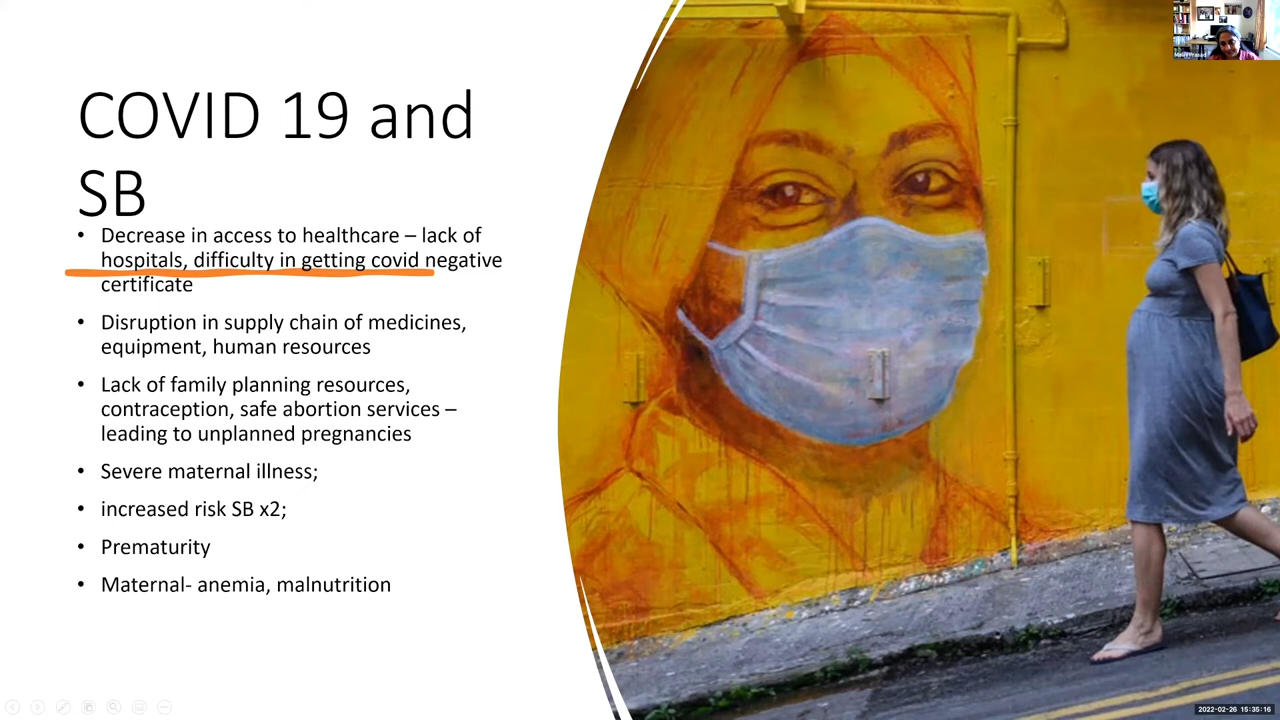 COVID 19 and
SB
• Decrease in access to healthcare – lack of
hospitals, difficulty in getting covid negative
certificate
• Disruption in supply chain of medicines,
equipment, human resources
• Lack of family planning resources,
contraception, safe abortion services –
leading to unplanned pregnancies
• Severe maternal illness;
• increased risk SB x2;
• Prematurity
• Maternal- anemia, malnutrition
2022-02-26 15:35:16